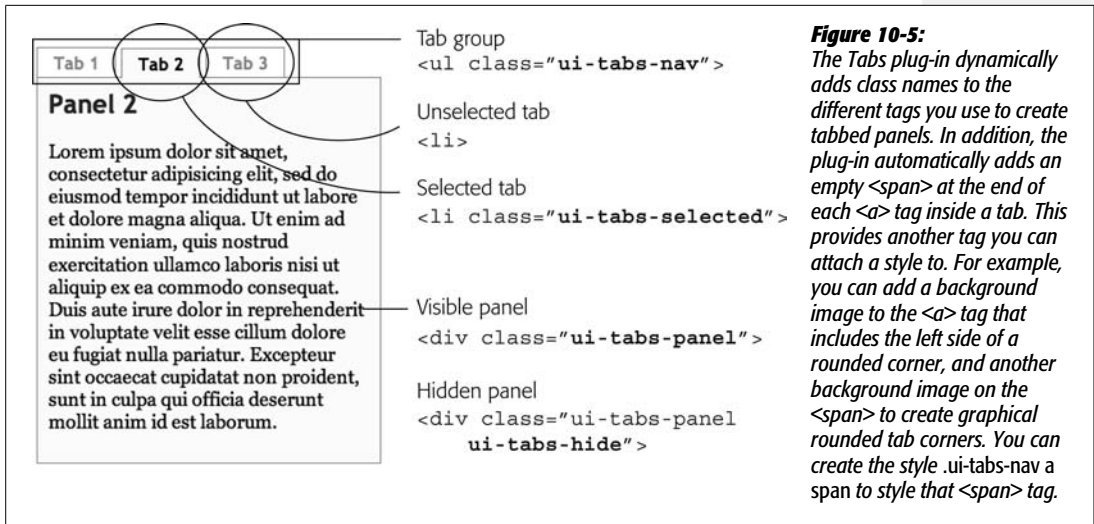 Tab 1
Tab 2
Tab 3
Panel 2
Lorem ipsum dolor sit amet,
consectetur adipisicing elit, sed do
eiusmod tempor incididunt ut labore
et dolore magna aliqua. Ut enim ad
minim veniam, quis nostrud
exercitation ullamco laboris nisi ut
aliquip ex ea commodo consequat.
Duis aute irure dolor in reprehenderit
in voluptate velit esse cillum dolore
eu fugiat nulla pariatur. Excepteur
sint occaecat cupidatat non proident,
sunt in culpa qui officia deserunt
mollit anim id est laborum.
Tab group
<ul class="ui-tabs-nav">
Unselected tab
<li>
Selected tab
<li class="ui-tabs-selected">
Visible panel
<div class="ui-tabs-panel">
Hidden panel
<div class="ui-tabs-panel
ui-tabs-hide">
Figure 10-5:
The Tabs plug-in dynamically
adds class names to the
different tags you use to create
tabbed panels. In addition, the
plug-in automatically adds an
empty <span> at the end of
each <a> tag inside a tab. This
provides another tag you can
attach a style to. For example,
you can add a background
image to the <a> tag that
includes the left side of a
rounded corner, and another
background image on the
<span> to create graphical
rounded tab corners. You can
create the style .ui-tabs-nav a
span to style that <span> tag.